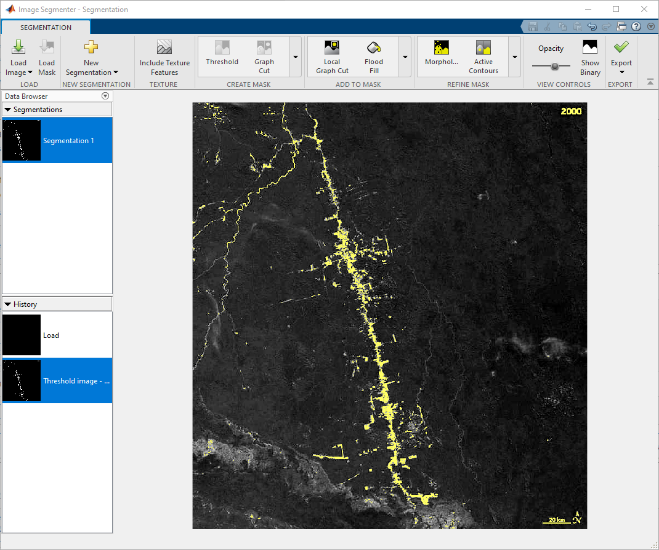 Image Segmenter - Segmentation
SEGMENTATION
Load Image
Load Mask
New Segmentation
Include Texture Features
Threshold
Graph Cut
Local Graph Cut
Flood Fill
Morphol...
Active Contours
Opacity
Show Binary
Export
LOAD
NEW SEGMENTATION
TEXTURE
CREATE MASK
ADD TO MASK
REFINE MASK
VIEW CONTROLS
EXPORT
Data Browser
Segmentations
Segmentation 1
History
Load
Threshold image - ...
2000
20 km
N